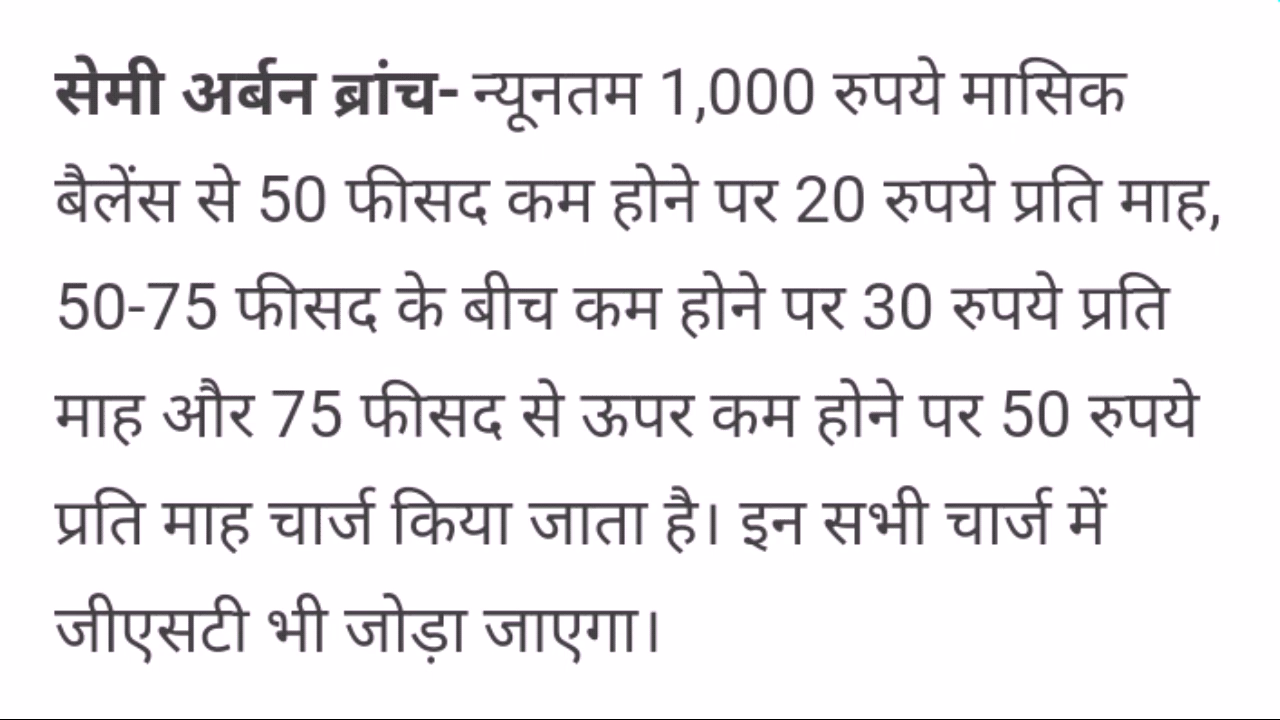 सेमी अर्बन ब्रांच- न्यूनतम 1,000 रुपये मासिक
बैलेंस से 50 फीसद कम होने पर 20 रुपये प्रति माह,
50-75 फीसद के बीच कम होने पर 30 रुपये प्रति
माह और 75 फीसद से ऊपर कम होने पर 50 रुपये
प्रति माह चार्ज किया जाता है। इन सभी चार्ज में
जीएसटी भी जोड़ा जाएगा।